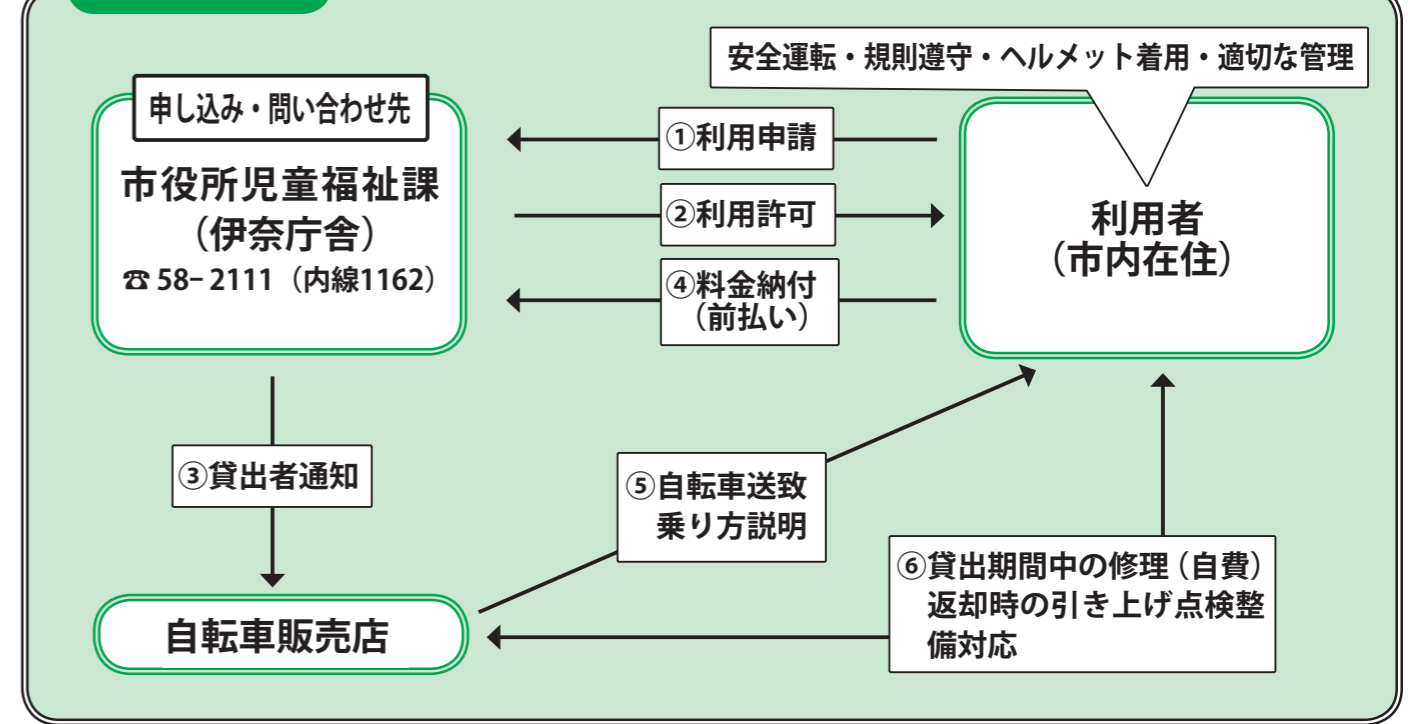 安全運転・規則遵守・ヘルメット着用・適切な管理
申し込み・問い合わせ先
市役所児童福祉課
（伊奈庁舎）
☎58-2111（内線1162）
①利用申請
②利用許可
④料金納付
（前払い）
利用者
（市内在住）
③貸出者通知
⑤自転車送致
乗り方説明
⑥貸出期間中の修理（自費）
返却時の引き上げ点検整
備対応
自転車販売店